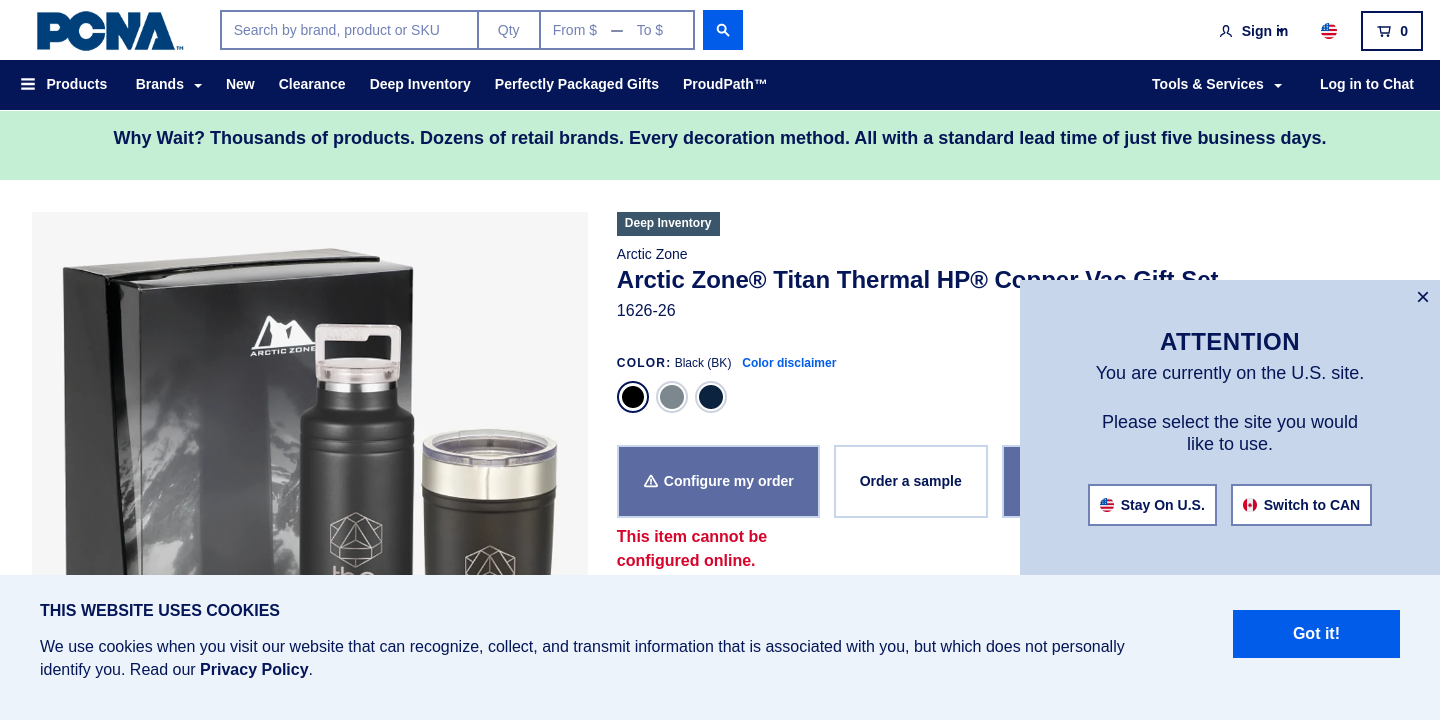 PCNA™
Search by brand, product or SKU
Qty
From $
To $
Sign in
0
Products
Brands
New
Clearance
Deep Inventory
Perfectly Packaged Gifts
ProudPath™
Tools & Services
Log in to Chat
Why Wait? Thousands of products. Dozens of retail brands. Every decoration method. All with a standard lead time of just five business days.
Deep Inventory
Arctic Zone
Arctic Zone® Titan Thermal HP® Copper Vac Gift Set
1626-26
COLOR: Black (BK) Color disclaimer
Configure my order
Order a sample
This item cannot be
configured online.
ARCTIC ZONE
×
ATTENTION
You are currently on the U.S. site.
Please select the site you would
like to use.
Stay On U.S.
Switch to CAN
THIS WEBSITE USES COOKIES
We use cookies when you visit our website that can recognize, collect, and transmit information that is associated with you, but which does not personally
identify you. Read our Privacy Policy.
Got it!